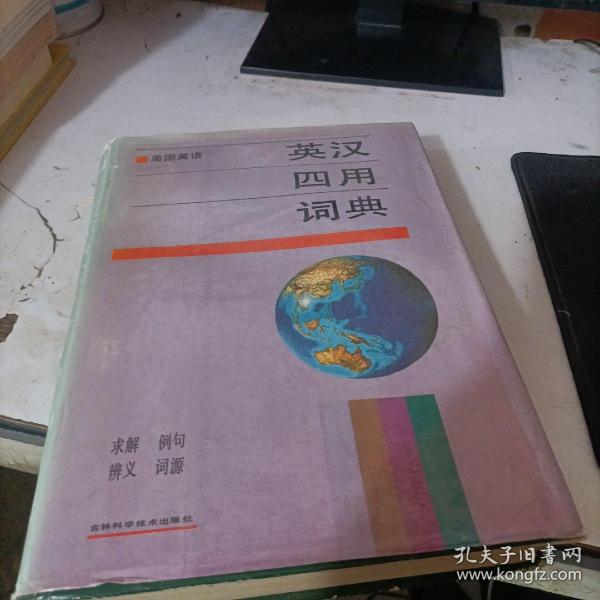 美国英语
英汉
四用
词典
求解 例句
辨义 词源
吉林科学技术出版社
孔夫子旧书网
www.kongfz.com